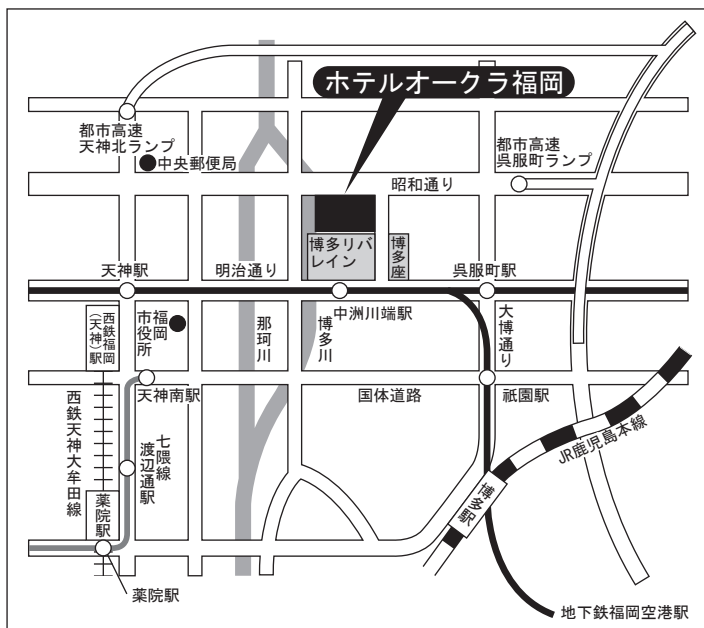 ホテルオークラ福岡
都市高速
天神北ランプ
中央郵便局
都市高速
呉服町ランプ
昭和通り
博多リバ
レイン
博多座
天神駅
明治通り
呉服町駅
中洲川端駅
西鉄福岡
(天神)駅
福岡
市役所
那珂川
博多川
大博通り
天神南駅
国体道路
祇園駅
西鉄天神大牟田線
七隈線
渡辺通駅
JR鹿児島本線
博多駅
薬院駅
薬院駅
地下鉄福岡空港駅